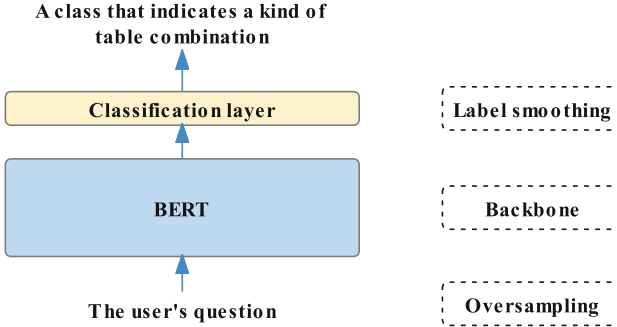 A class that indicates a kind of
table combination
Classification layer
Label smoothing
BERT
Backbone
The user's question
Oversampling